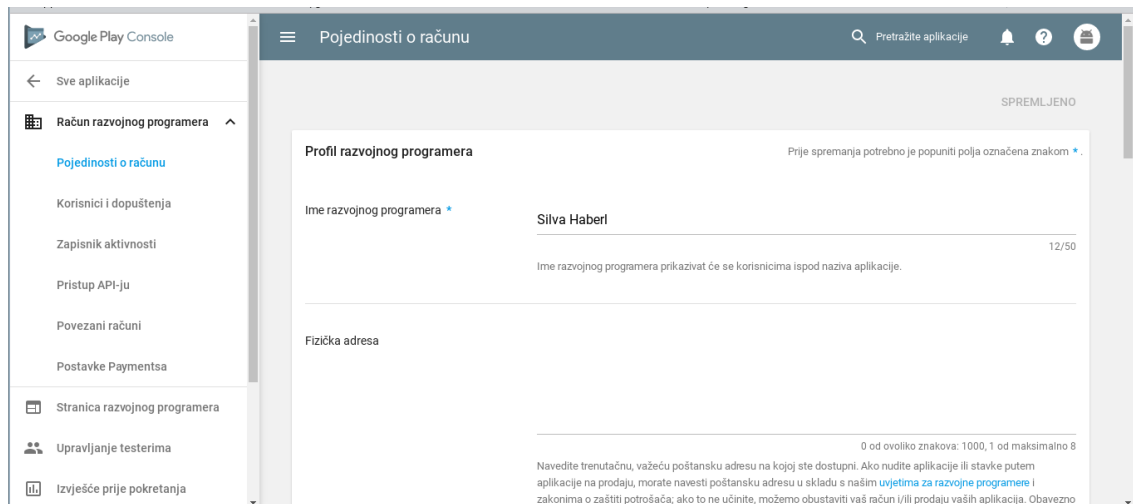 Google Play Console
Pojedinosti o računu
Pretražite aplikacije
Sve aplikacije
SPREMLJENO
Račun razvojnog programera
Pojedinosti o računu
Korisnici i dopuštenja
Zapisnik aktivnosti
Pristup API-ju
Povezani računi
Postavke Paymentsa
Stranica razvojnog programera
Upravljanje testerima
Izvješće prije pokretanja
Profil razvojnog programera
Prije spremanja potrebno je popuniti polja označena znakom * .
Ime razvojnog programera *
Silva Haberl
12/50
Ime razvojnog programera prikazivat će se korisnicima ispod naziva aplikacije.
Fizička adresa
0 od ovoliko znakova: 1000, 1 od maksimalno 8
Navedite trenutačnu, važeću poštansku adresu na kojoj ste dostupni. Ako nudite aplikacije ili stavke putem
aplikacije na prodaju, morate navesti poštansku adresu u skladu s našim uvjetima za razvojne programere i
zakonima o zaštiti potrošača; ako to ne učinite, možemo obustaviti vaš račun i/ili prodaju vaših aplikacija. Obavezno